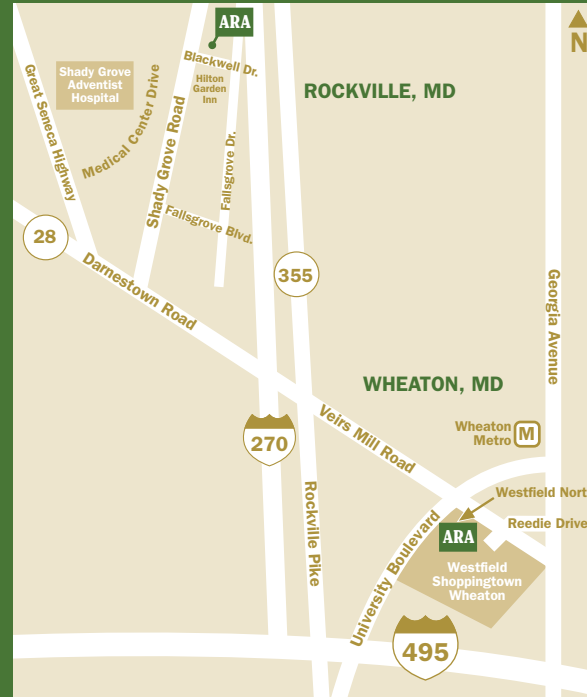 ARA
N
Blackwell Dr.
Shady Grove
Adventist
Hospital
Hilton
Garden
Inn
ROCKVILLE, MD
Great Seneca Highway
Medical Center Drive
Shady Grove Road
Fallsgrove Dr.
Fallsgrove Blvd.
28
355
Darnestown Road
Georgia Avenue
WHEATON, MD
Veirs Mill Road
Wheaton
Metro
M
270
Rockville Pike
Westfield Nort
Reedie Drive
ARA
University Boulevard
Westfield
Shoppingtown
Wheaton
495